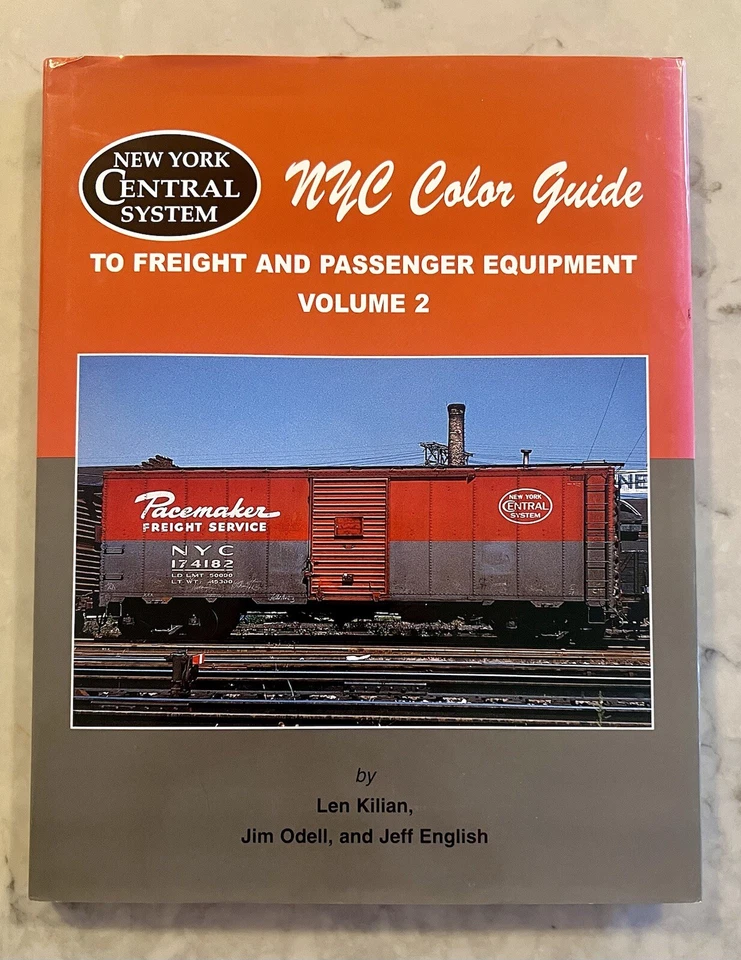 NEW YORK
CENTRAL
SYSTEM
NYC Color Guide
TO FREIGHT AND PASSENGER EQUIPMENT
VOLUME 2
Pacemaker
FREIGHT SERVICE
NYC
174182
LD LMT 50000
LT WT 45300
NEW YORK
CENTRAL
SYSTEM
NE
by
Len Kilian,
Jim Odell, and Jeff English